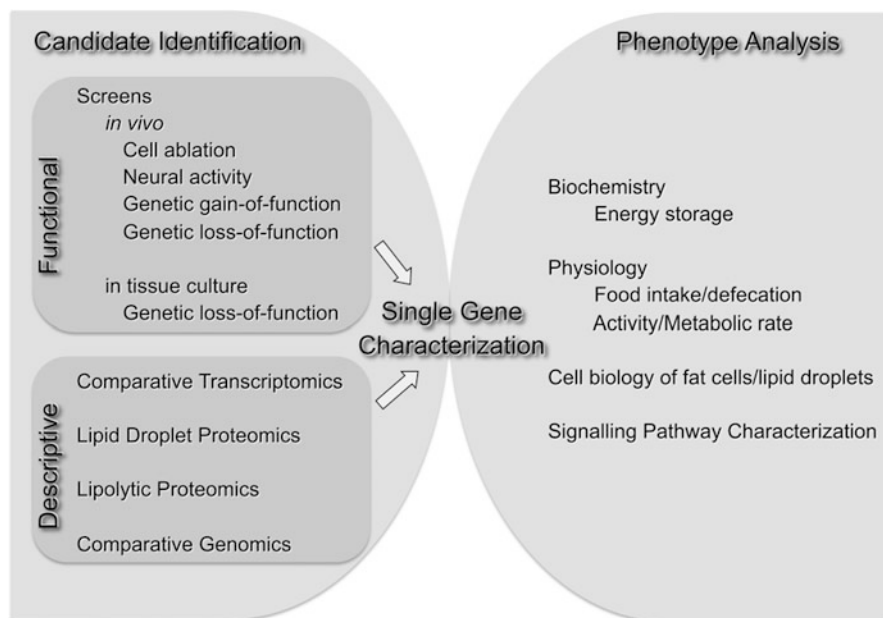 Candidate Identification
Functional
Screens
in vivo
Cell ablation
Neural activity
Genetic gain-of-function
Genetic loss-of-function
in tissue culture
Genetic loss-of-function
Descriptive
Comparative Transcriptomics
Lipid Droplet Proteomics
Lipolytic Proteomics
Comparative Genomics
Single Gene
Characterization
Phenotype Analysis
Biochemistry
Energy storage
Physiology
Food intake/defecation
Activity/Metabolic rate
Cell biology of fat cells/lipid droplets
Signalling Pathway Characterization